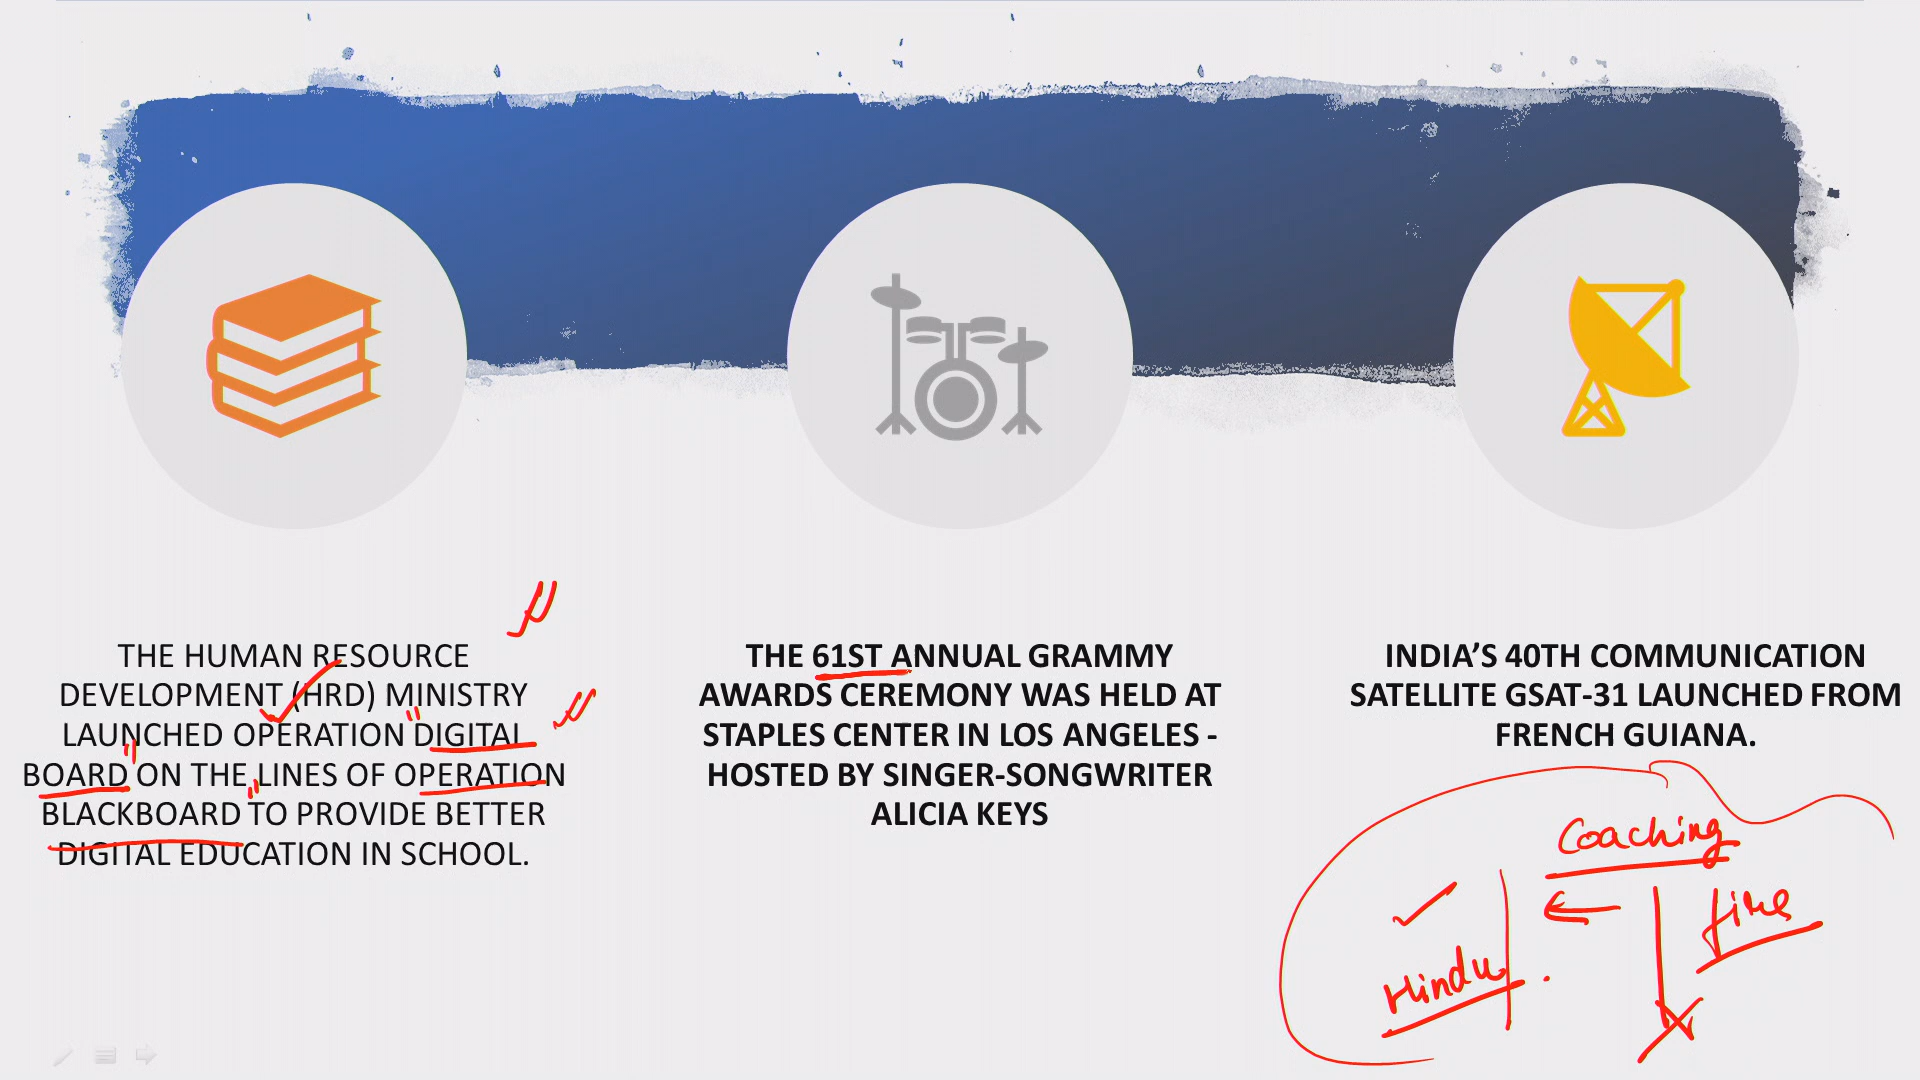 THE HUMAN RESOURCE
DEVELOPMENT (HRD) MINISTRY
LAUNCHED OPERATION DIGITAL
BOARD ON THE LINES OF OPERATION
BLACKBOARD TO PROVIDE BETTER
DIGITAL EDUCATION IN SCHOOL.
THE 61ST ANNUAL GRAMMY
AWARDS CEREMONY WAS HELD AT
STAPLES CENTER IN LOS ANGELES -
HOSTED BY SINGER-SONGWRITER
ALICIA KEYS
INDIA’S 40TH COMMUNICATION
SATELLITE GSAT-31 LAUNCHED FROM
FRENCH GUIANA.
Coaching
Hindu